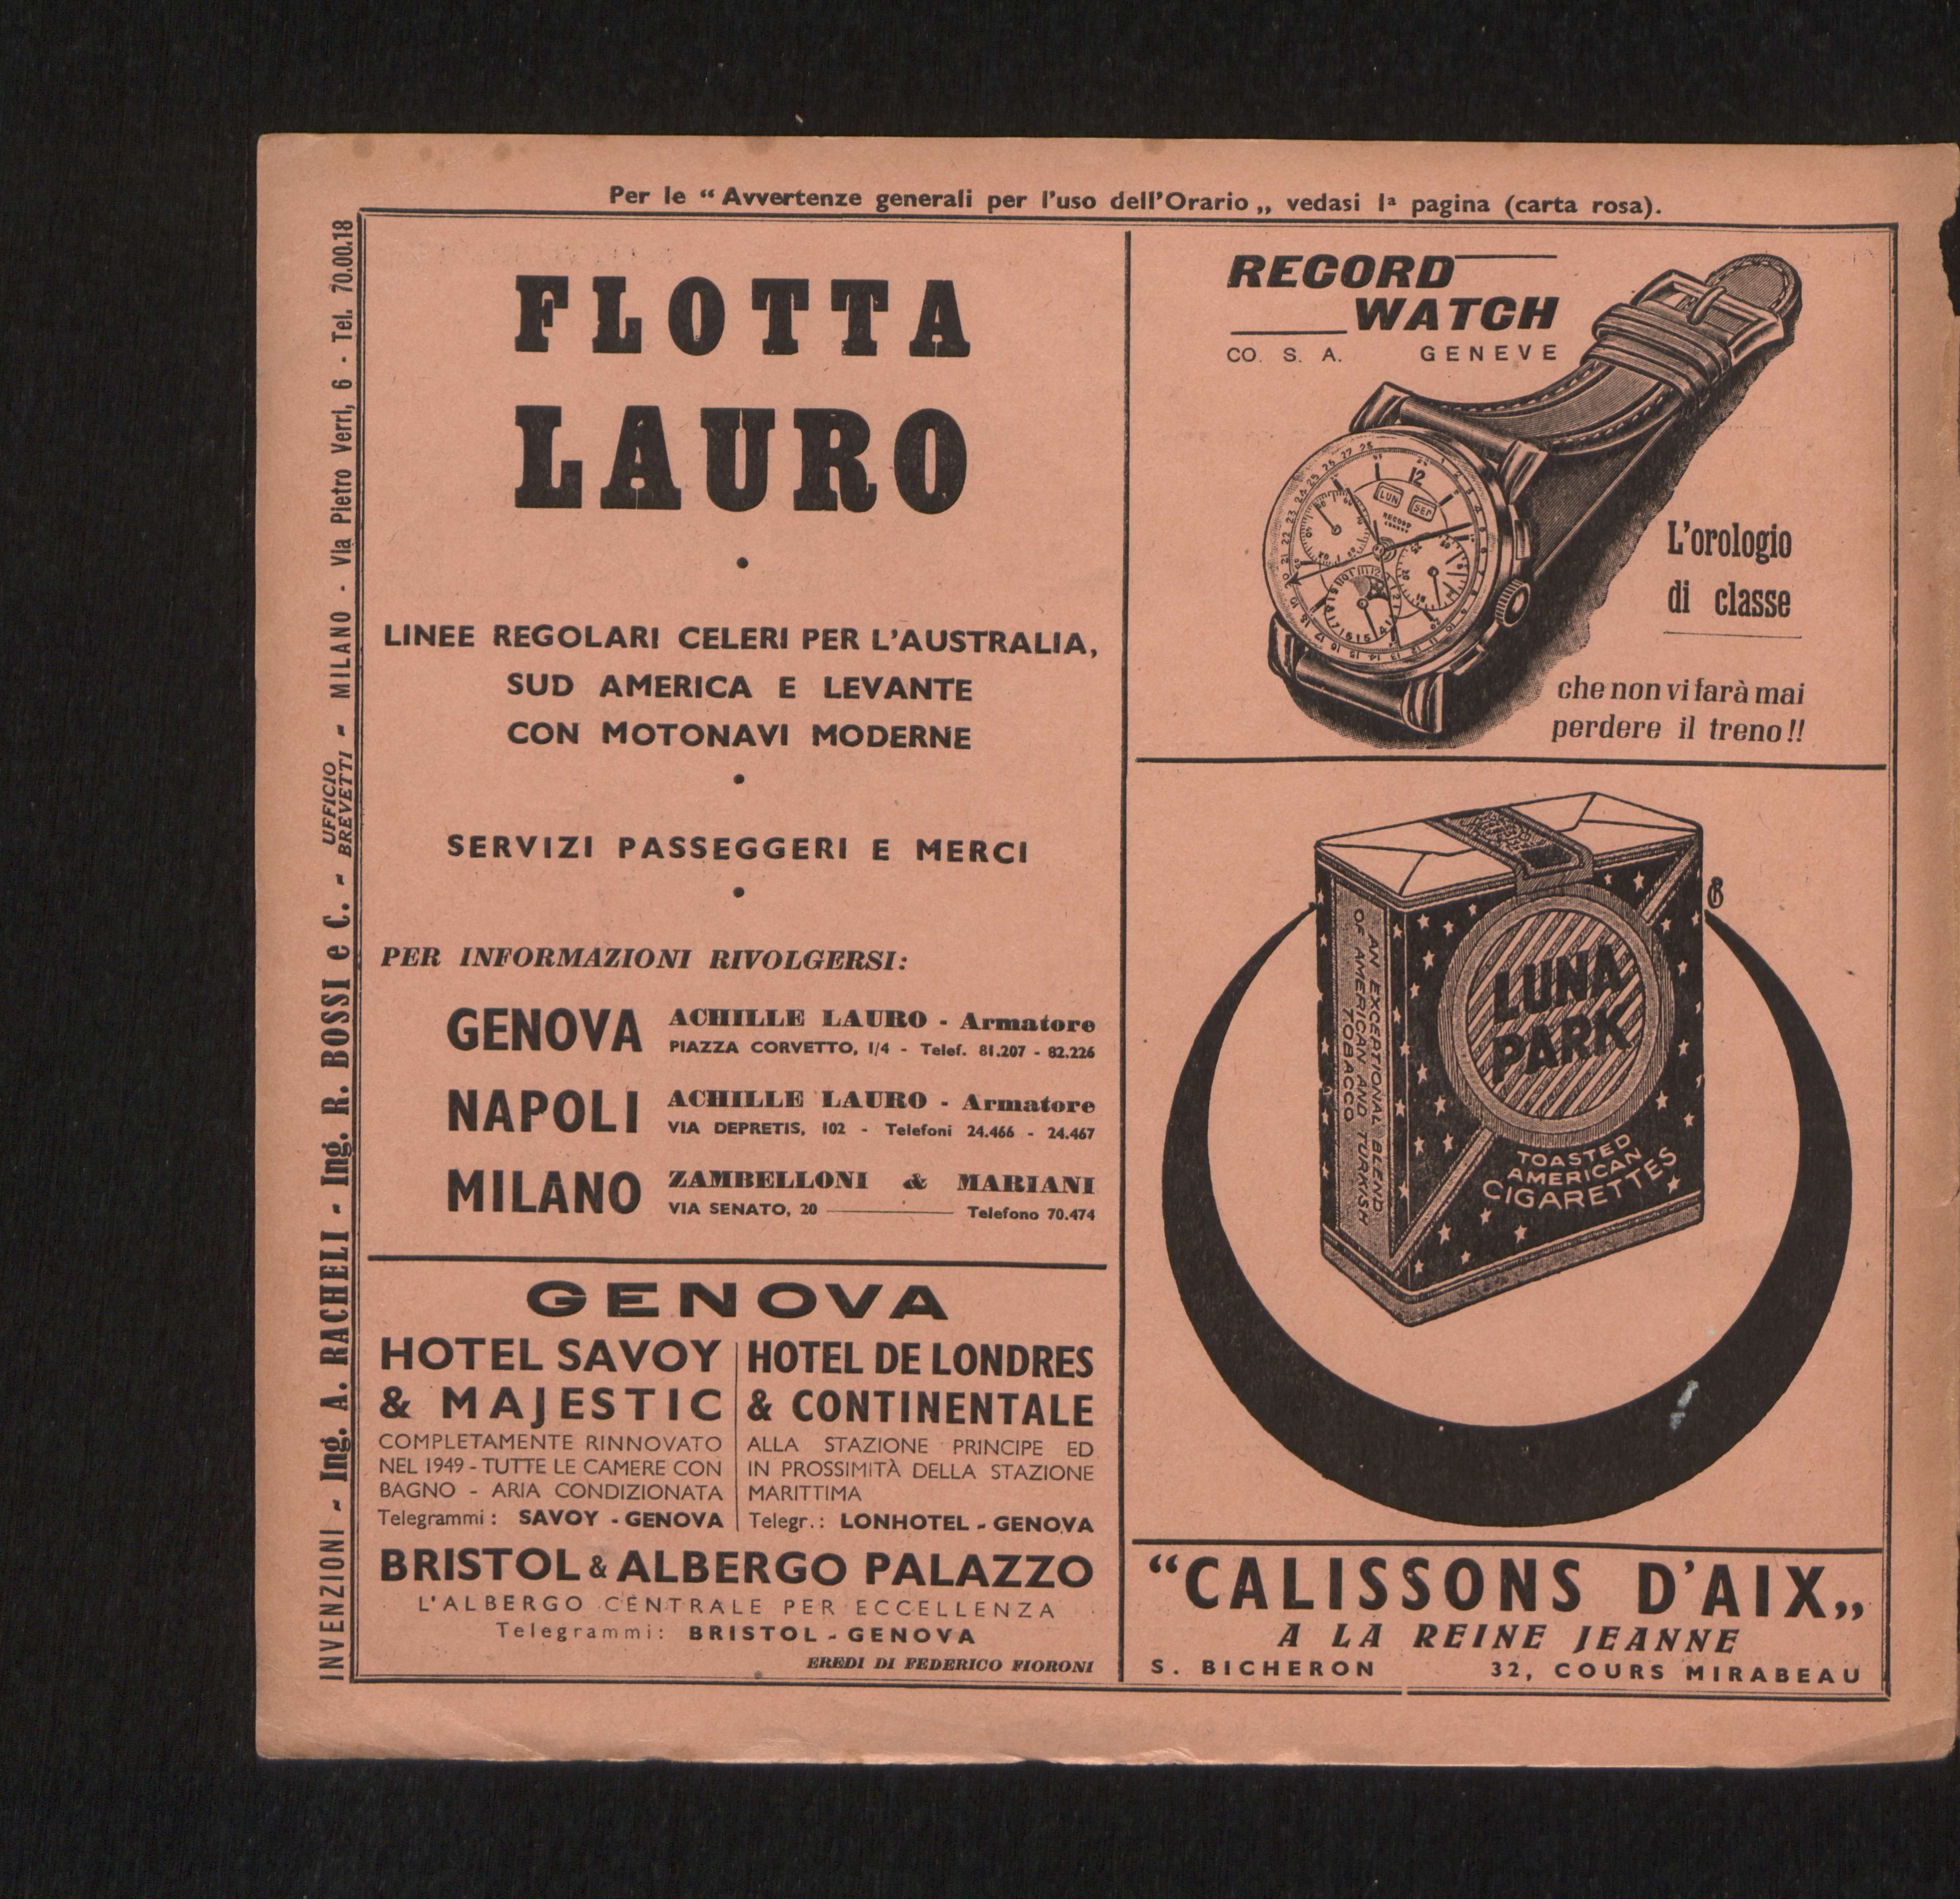 Per le “ Avvertenze generali per l'uso dell'Orario „ vedasi 1ª pagina (carta rosa).
INVENZIONI - Ing. A. RACHELI - Ing. R. BOSSI e C. - UFFICIO BREVETTI - MILANO - Via Pietro Verri, 6 - Tel. 70.00.18
FLOTTA
LAURO
LINEE REGOLARI CELERI PER L'AUSTRALIA,
SUD AMERICA E LEVANTE
CON MOTONAVI MODERNE
SERVIZI PASSEGGERI E MERCI
PER INFORMAZIONI RIVOLGERSI:
GENOVA ACHILLE LAURO - Armatore
PIAZZA CORVETTO, 1/4 - Telef. 81.207 - 82.226
NAPOLI ACHILLE LAURO - Armatore
VIA DEPRETIS, 102 - Telefoni 24.466 - 24.467
MILANO ZAMBELLONI & MARIANI
VIA SENATO, 20 Telefono 70.474
GENOVA
HOTEL SAVOY
& MAJESTIC
COMPLETAMENTE RINNOVATO
NEL 1949 - TUTTE LE CAMERE CON
BAGNO - ARIA CONDIZIONATA
Telegrammi : SAVOY - GENOVA
HOTEL DE LONDRES
& CONTINENTALE
ALLA STAZIONE PRINCIPE ED
IN PROSSIMITÀ DELLA STAZIONE
MARITTIMA
Telegr. : LONHOTEL - GENOVA
BRISTOL & ALBERGO PALAZZO
L'ALBERGO CENTRALE PER ECCELLENZA
Telegrammi: BRISTOL - GENOVA
EREDI DI FEDERICO FIORONI
RECORD
WATCH
CO. S. A. GENEVE
12
LUN SEP
RECORD
L'orologio
di classe
che non vi farà mai
perdere il treno!!
LUNA
PARK
TOASTED
AMERICAN
CIGARETTES
AN EXCEPTIONAL BLEND
OF AMERICAN AND TURKISH
TOBACCO
“CALISSONS D'AIX„
A LA REINE JEANNE
S. BICHERON 32, COURS MIRABEAU